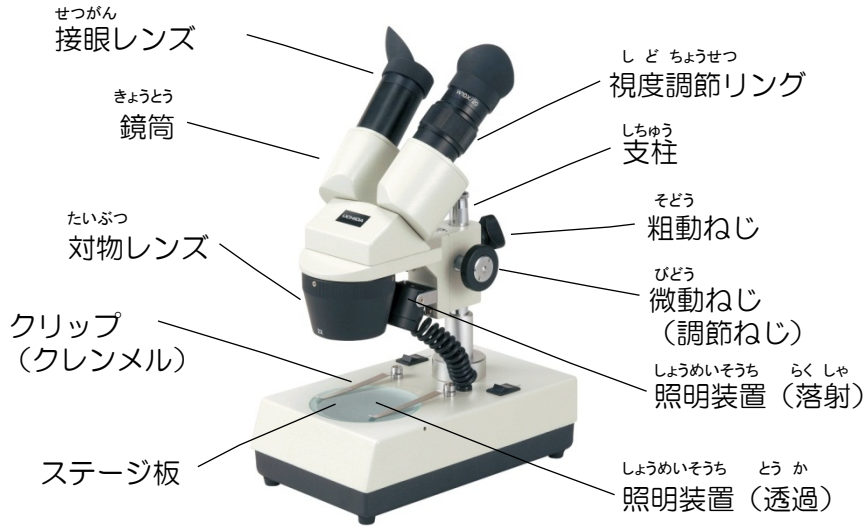 せつがん
接眼レンズ
きょうとう
鏡筒
たいぶつ
対物レンズ
クリップ
（クレンメル）
ステージ板
しどちょうせつ
視度調節リング
しちゅう
支柱
そどう
粗動ねじ
びどう
微動ねじ
（調節ねじ）
しょうめいそうち らくしゃ
照明装置（落射）
しょうめいそうち とうか
照明装置（透過）
UCHIDA